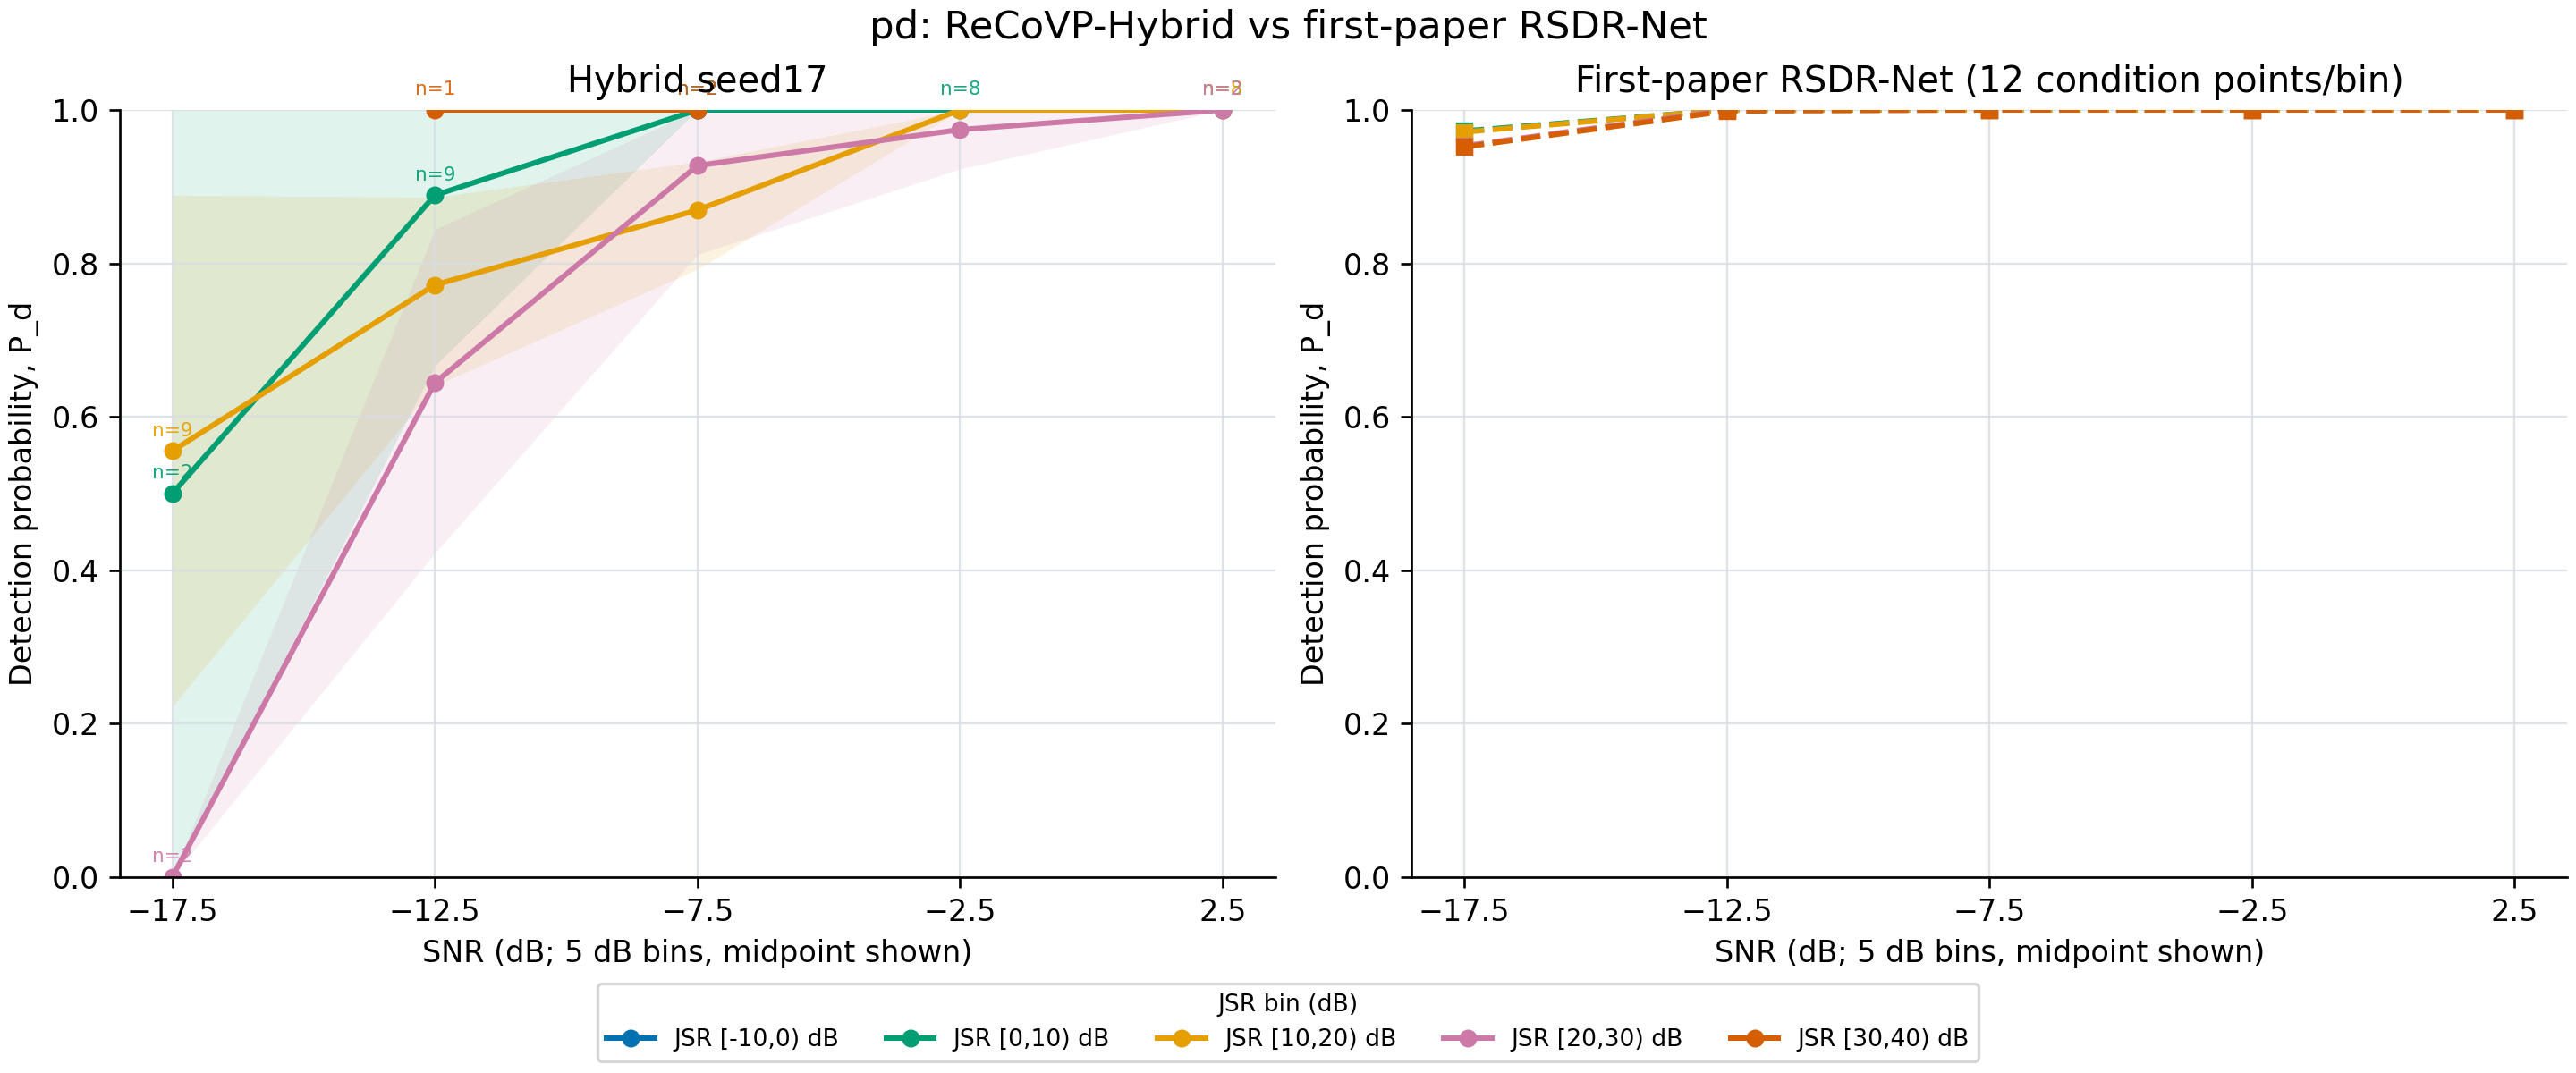 pd: ReCoVP-Hybrid vs first-paper RSDR-Net
Hybrid seed17
n=1
n=2
n=8
n=9
n=9
n=2
n=2
Detection probability, P_d
1.0
0.8
0.6
0.4
0.2
0.0
−17.5
−12.5
−7.5
−2.5
2.5
SNR (dB; 5 dB bins, midpoint shown)
First-paper RSDR-Net (12 condition points/bin)
Detection probability, P_d
1.0
0.8
0.6
0.4
0.2
0.0
−17.5
−12.5
−7.5
−2.5
2.5
SNR (dB; 5 dB bins, midpoint shown)
JSR bin (dB)
JSR [-10,0) dB
JSR [0,10) dB
JSR [10,20) dB
JSR [20,30) dB
JSR [30,40) dB